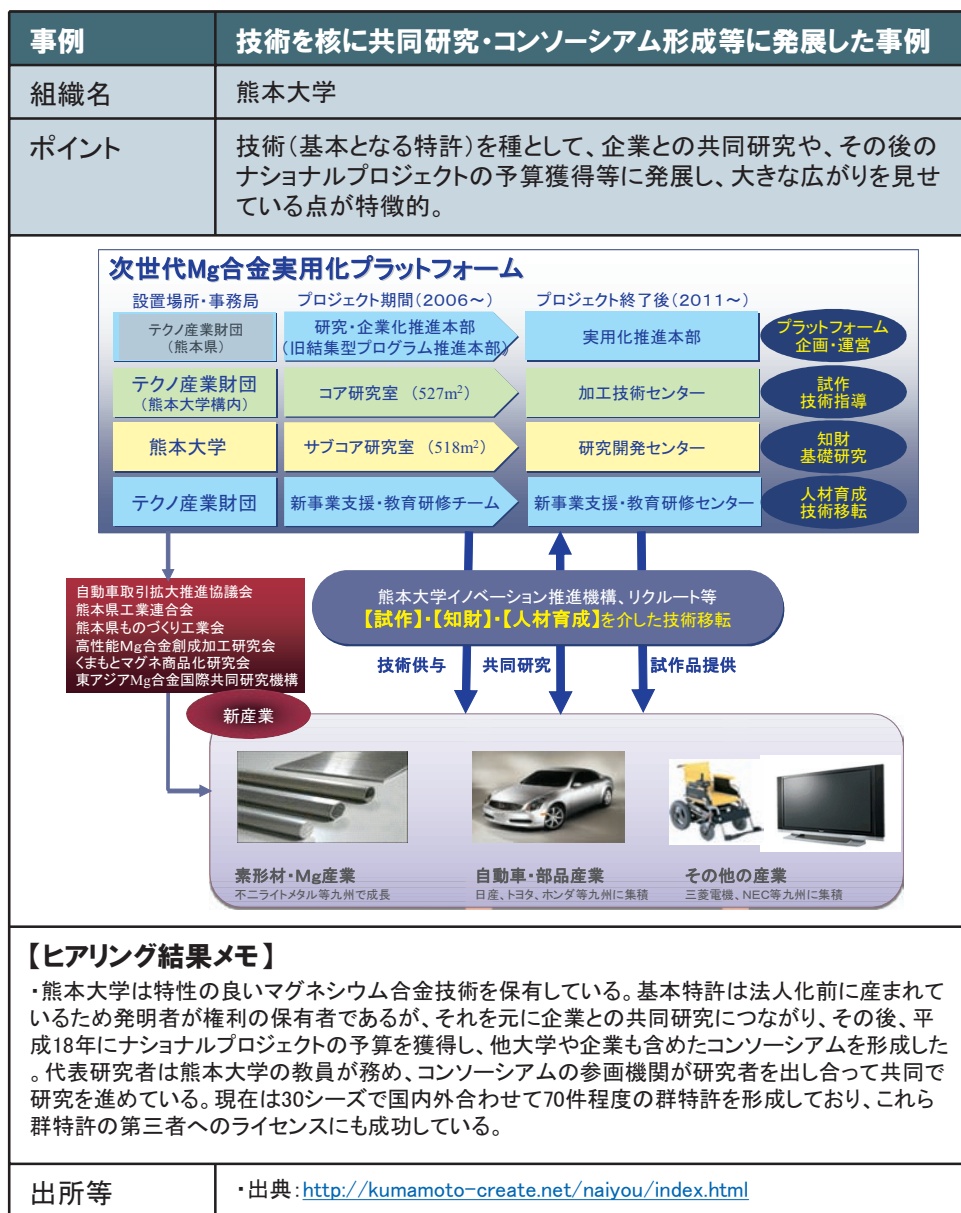 事例 技術を核に共同研究・コンソーシアム形成等に発展した事例
組織名 熊本大学
ポイント 技術(基本となる特許)を種として、企業との共同研究や、その後の
ナショナルプロジェクトの予算獲得等に発展し、大きな広がりを見せ
ている点が特徴的。
次世代Mg合金実用化プラットフォーム
設置場所・事務局 プロジェクト期間(2006~) プロジェクト終了後(2011~)
テクノ産業財団
(熊本県)
研究・企業化推進本部
(旧結集型プログラム推進本部)
実用化推進本部
プラットフォーム
企画・運営
テクノ産業財団
(熊本大学構内)
コア研究室 (527m²)
加工技術センター
試作
技術指導
熊本大学
サブコア研究室 (518m²)
研究開発センター
知財
基礎研究
テクノ産業財団
新事業支援・教育研修チーム
新事業支援・教育研修センター
人材育成
技術移転
自動車取引拡大推進協議会
熊本県工業連合会
熊本県ものづくり工業会
高性能Mg合金創成加工研究会
くまもとマグネ商品化研究会
東アジアMg合金国際共同研究機構
熊本大学イノベーション推進機構、リクルート等
【試作】・【知財】・【人材育成】を介した技術移転
技術供与 共同研究 試作品提供
新産業
素形材・Mg産業
不二ライトメタル等九州で成長
自動車・部品産業
日産、トヨタ、ホンダ等九州に集積
その他の産業
三菱電機、NEC等九州に集積
【ヒアリング結果メモ】
・熊本大学は特性の良いマグネシウム合金技術を保有している。基本特許は法人化前に産まれて
いるため発明者が権利の保有者であるが、それを元に企業との共同研究につながり、その後、平
成18年にナショナルプロジェクトの予算を獲得し、他大学や企業も含めたコンソーシアムを形成した
。代表研究者は熊本大学の教員が務め、コンソーシアムの参画機関が研究者を出し合って共同で
研究を進めている。現在は30シーズで国内外合わせて70件程度の群特許を形成しており、これら
群特許の第三者へのライセンスにも成功している。
出所等 ・出典:http://kumamoto-create.net/naiyou/index.html